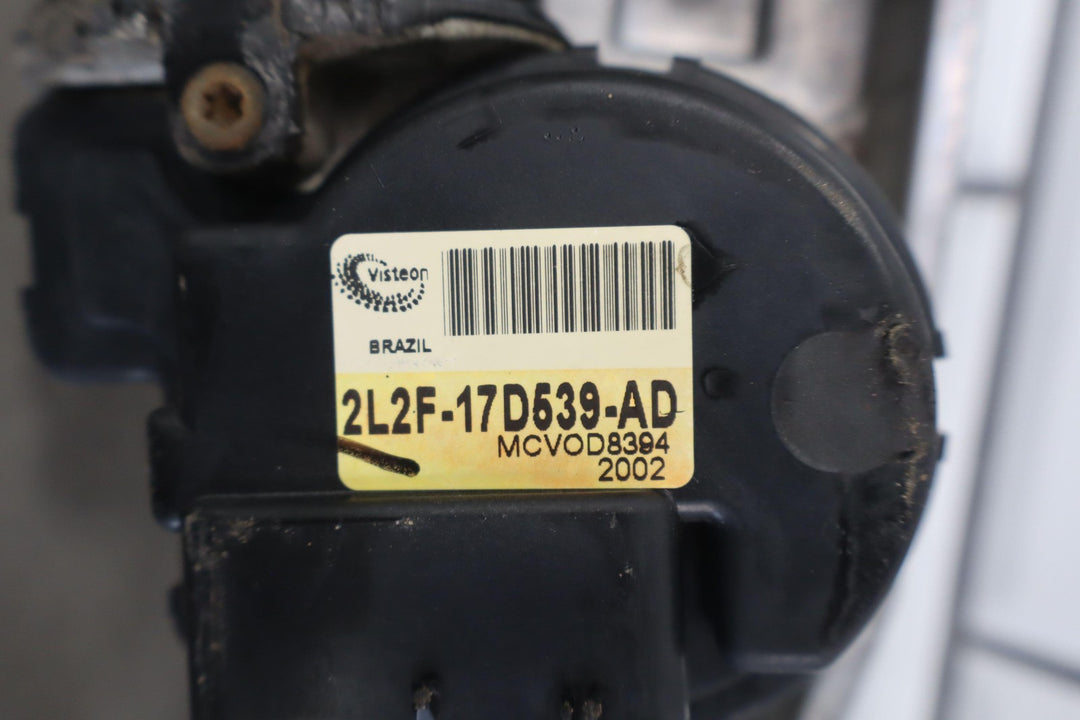 Visteon
BRAZIL
2L2F-17D539-AD
MCVOD8394
2002